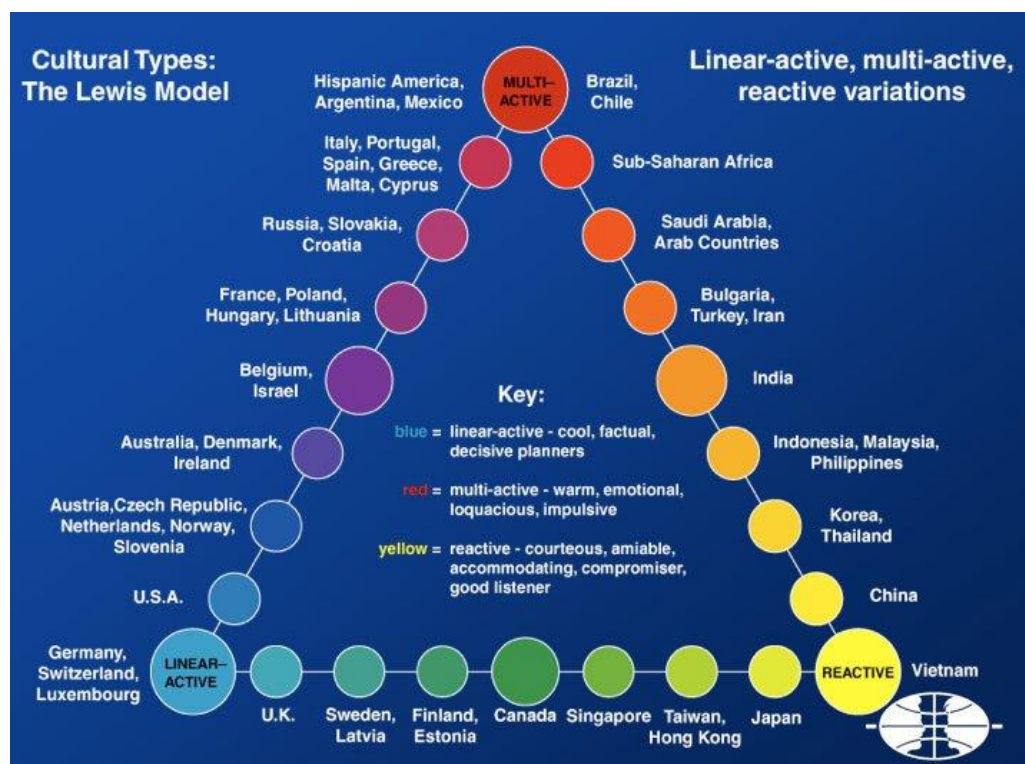 Cultural Types:
The Lewis Model
Linear-active, multi-active,
reactive variations
Hispanic America,
Argentina, Mexico
MULTI–
ACTIVE
Brazil,
Chile
Italy, Portugal,
Spain, Greece,
Malta, Cyprus
Sub-Saharan Africa
Russia, Slovakia,
Croatia
Saudi Arabia,
Arab Countries
France, Poland,
Hungary, Lithuania
Bulgaria,
Turkey, Iran
Belgium,
Israel
India
Key:
blue = linear-active - cool, factual,
decisive planners
red = multi-active - warm, emotional,
loquacious, impulsive
yellow = reactive - courteous, amiable,
accommodating, compromiser,
good listener
Australia, Denmark,
Ireland
Indonesia, Malaysia,
Philippines
Austria,Czech Republic,
Netherlands, Norway,
Slovenia
Korea,
Thailand
U.S.A.
China
Germany,
Switzerland,
Luxembourg
LINEAR–
ACTIVE
REACTIVE
Vietnam
U.K.
Sweden,
Latvia
Finland,
Estonia
Canada
Singapore
Taiwan,
Hong Kong
Japan